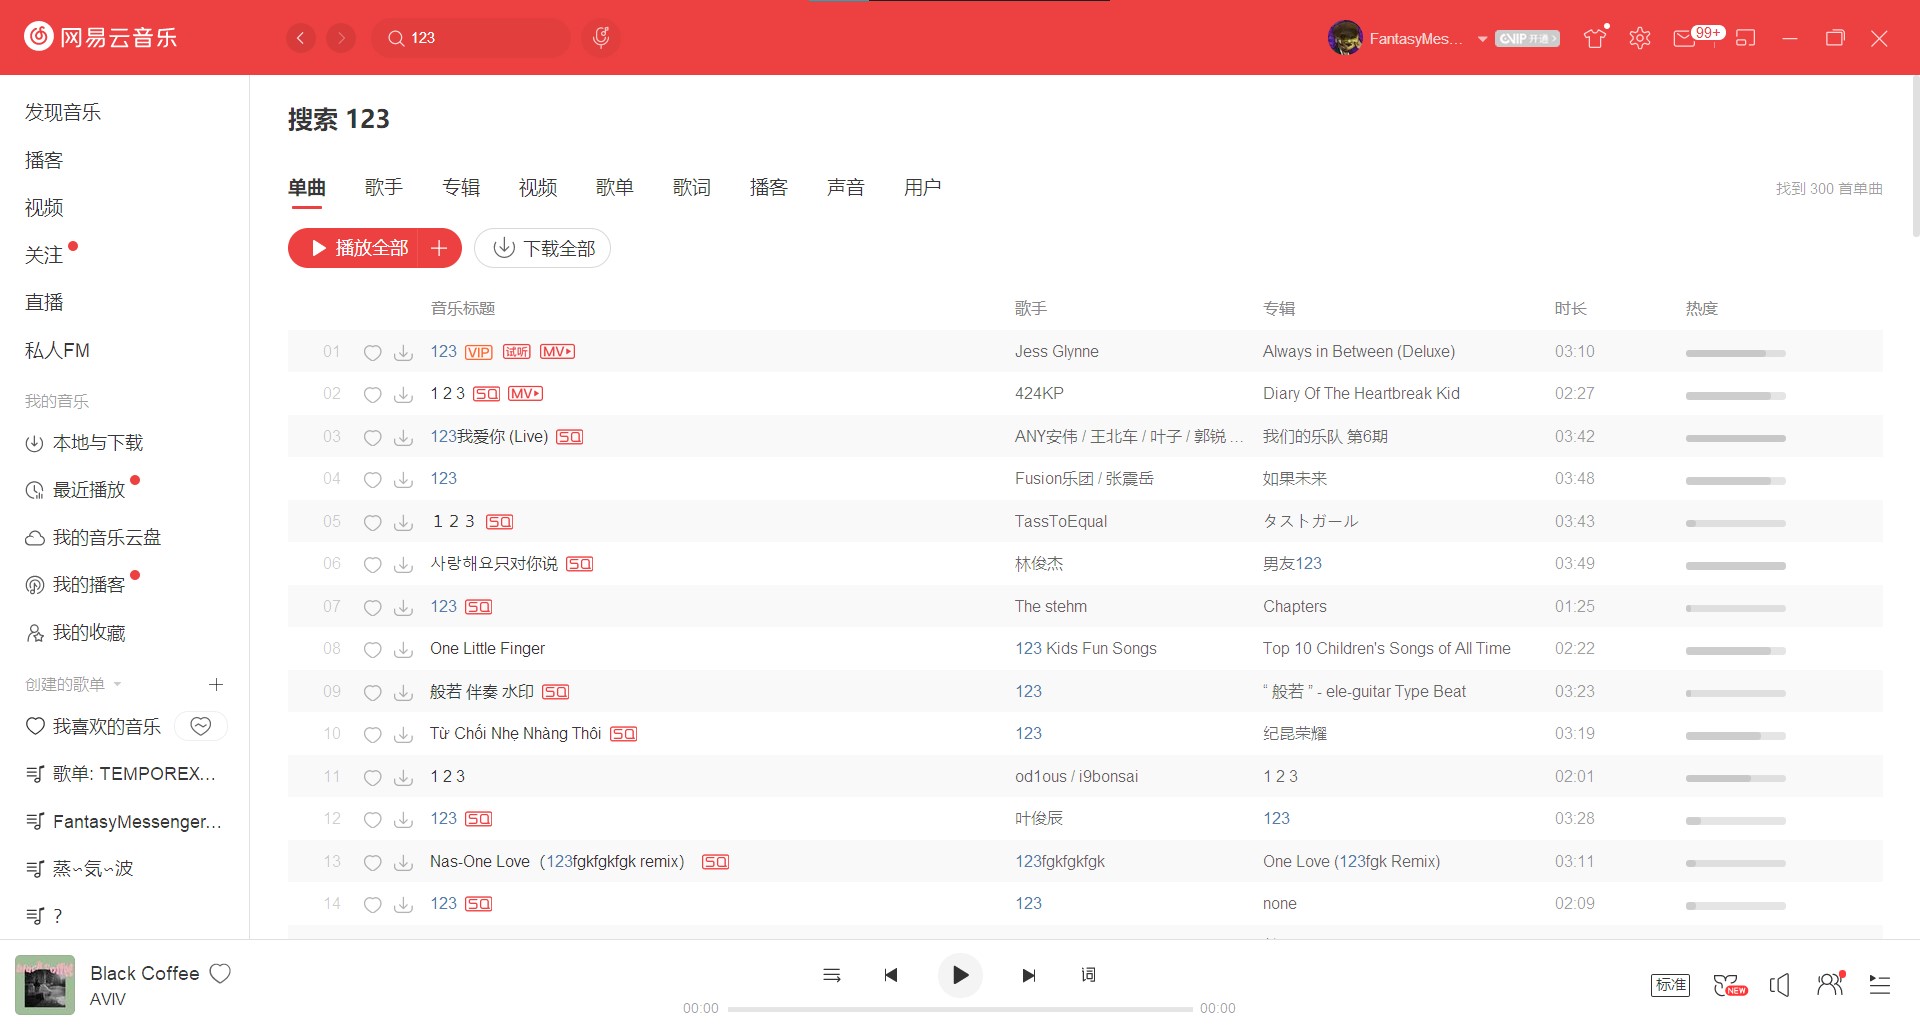 网易云音乐
123
FantasyMes...
VIP 开通
99+
发现音乐
播客
视频
关注
直播
私人FM
我的音乐
本地与下载
最近播放
我的音乐云盘
我的播客
我的收藏
创建的歌单
我喜欢的音乐
歌单: TEMPOREX...
FantasyMessenger...
蒸∽気∽波
?
搜索 123
单曲 歌手 专辑 视频 歌单 歌词 播客 声音 用户
找到 300 首单曲
播放全部 下载全部
音乐标题 歌手 专辑 时长 热度
01 123 VIP 试听 MV Jess Glynne Always in Between (Deluxe) 03:10
02 1 2 3 SQ MV 424KP Diary Of The Heartbreak Kid 02:27
03 123我爱你 (Live) SQ ANY安伟 / 王北车 / 叶子 / 郭锐 ... 我们的乐队 第6期 03:42
04 123 Fusion乐团 / 张震岳 如果未来 03:48
05 １２３ SQ TassToEqual タストガール 03:43
06 사랑해요只对你说 SQ 林俊杰 男友123 03:49
07 123 SQ The stehm Chapters 01:25
08 One Little Finger 123 Kids Fun Songs Top 10 Children's Songs of All Time 02:22
09 般若 伴奏 水印 SQ 123 “ 般若 ” - ele-guitar Type Beat 03:23
10 Từ Chối Nhẹ Nhàng Thôi SQ 123 纪昆荣耀 03:19
11 1 2 3 od1ous / i9bonsai 1 2 3 02:01
12 123 SQ 叶俊辰 123 03:28
13 Nas-One Love（123fgkfgkfgk remix） SQ 123fgkfgkfgk One Love (123fgk Remix) 03:11
14 123 SQ 123 none 02:09
Black Coffee
AVIV
词
00:00 00:00
标准
NEW